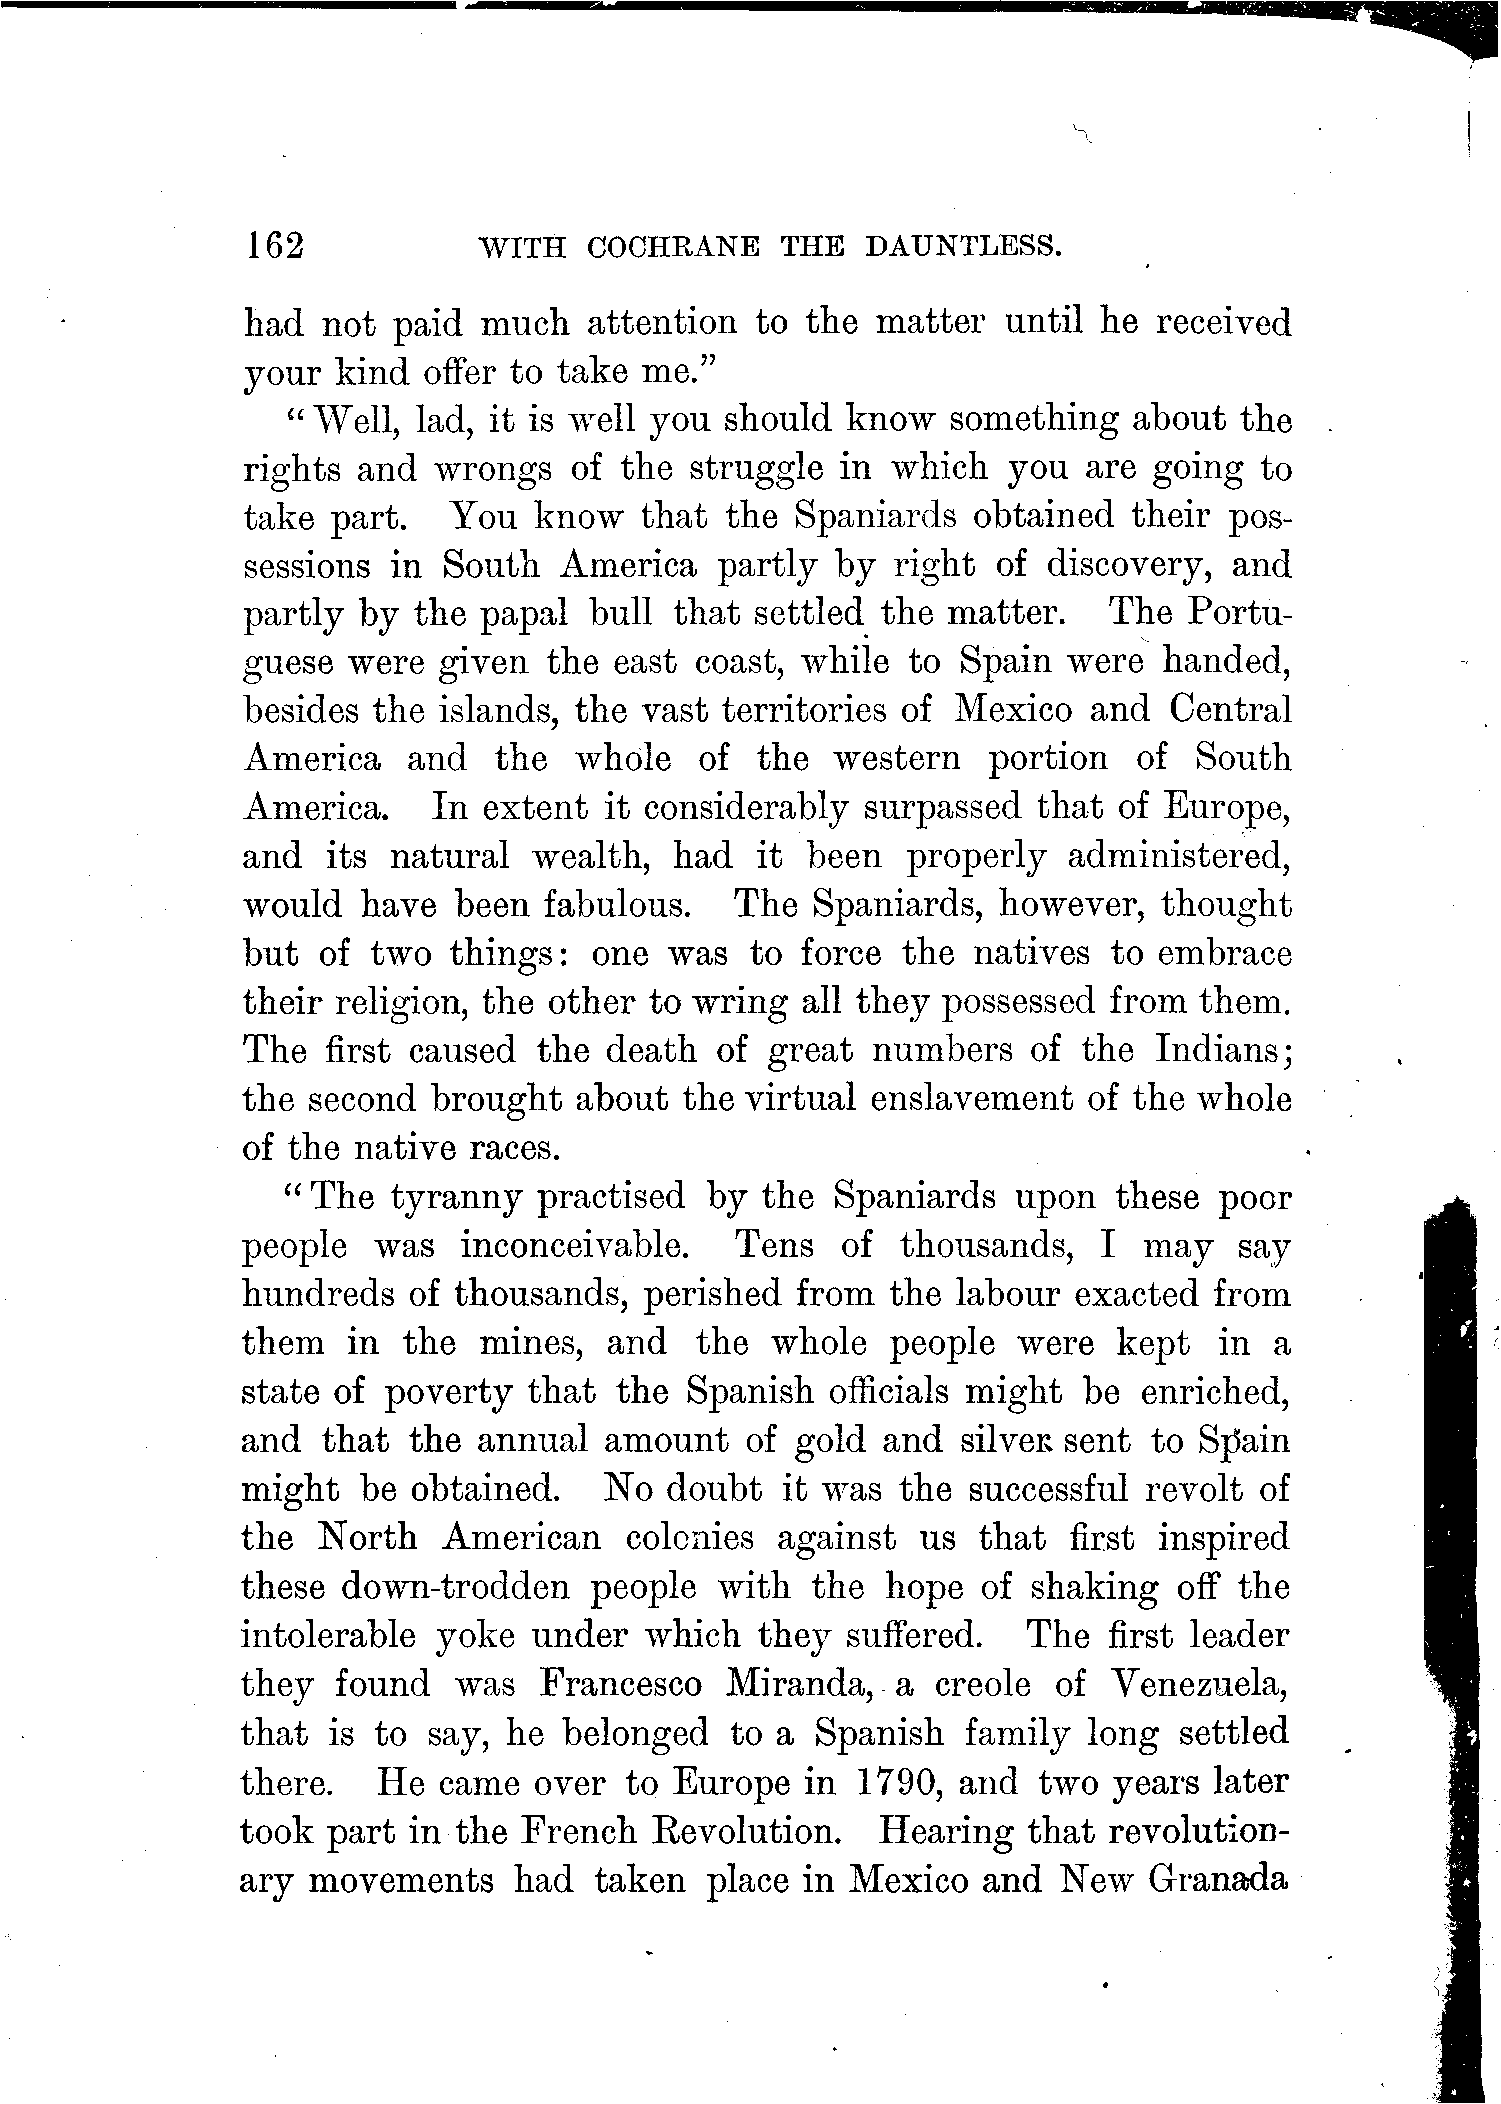 162 WITH COCHRANE THE DAUNTLESS.
had not paid much attention to the matter until he received
your kind offer to take me."
"Well, lad, it is well you should know something about the
rights and wrongs of the struggle in which you are going to
take part. You know that the Spaniards obtained their pos-
sessions in South America partly by right of discovery, and
partly by the papal bull that settled the matter. The Portu-
guese were given the east coast, while to Spain were handed,
besides the islands, the vast territories of Mexico and Central
America and the whole of the western portion of South
America. In extent it considerably surpassed that of Europe,
and its natural wealth, had it been properly administered,
would have been fabulous. The Spaniards, however, thought
but of two things: one was to force the natives to embrace
their religion, the other to wring all they possessed from them.
The first caused the death of great numbers of the Indians;
the second brought about the virtual enslavement of the whole
of the native races.
"The tyranny practised by the Spaniards upon these poor
people was inconceivable. Tens of thousands, I may say
hundreds of thousands, perished from the labour exacted from
them in the mines, and the whole people were kept in a
state of poverty that the Spanish officials might be enriched,
and that the annual amount of gold and silver sent to Spain
might be obtained. No doubt it was the successful revolt of
the North American colonies against us that first inspired
these down-trodden people with the hope of shaking off the
intolerable yoke under which they suffered. The first leader
they found was Francesco Miranda, a creole of Venezuela,
that is to say, he belonged to a Spanish family long settled
there. He came over to Europe in 1790, and two years later
took part in the French Revolution. Hearing that revolution-
ary movements had taken place in Mexico and New Granada